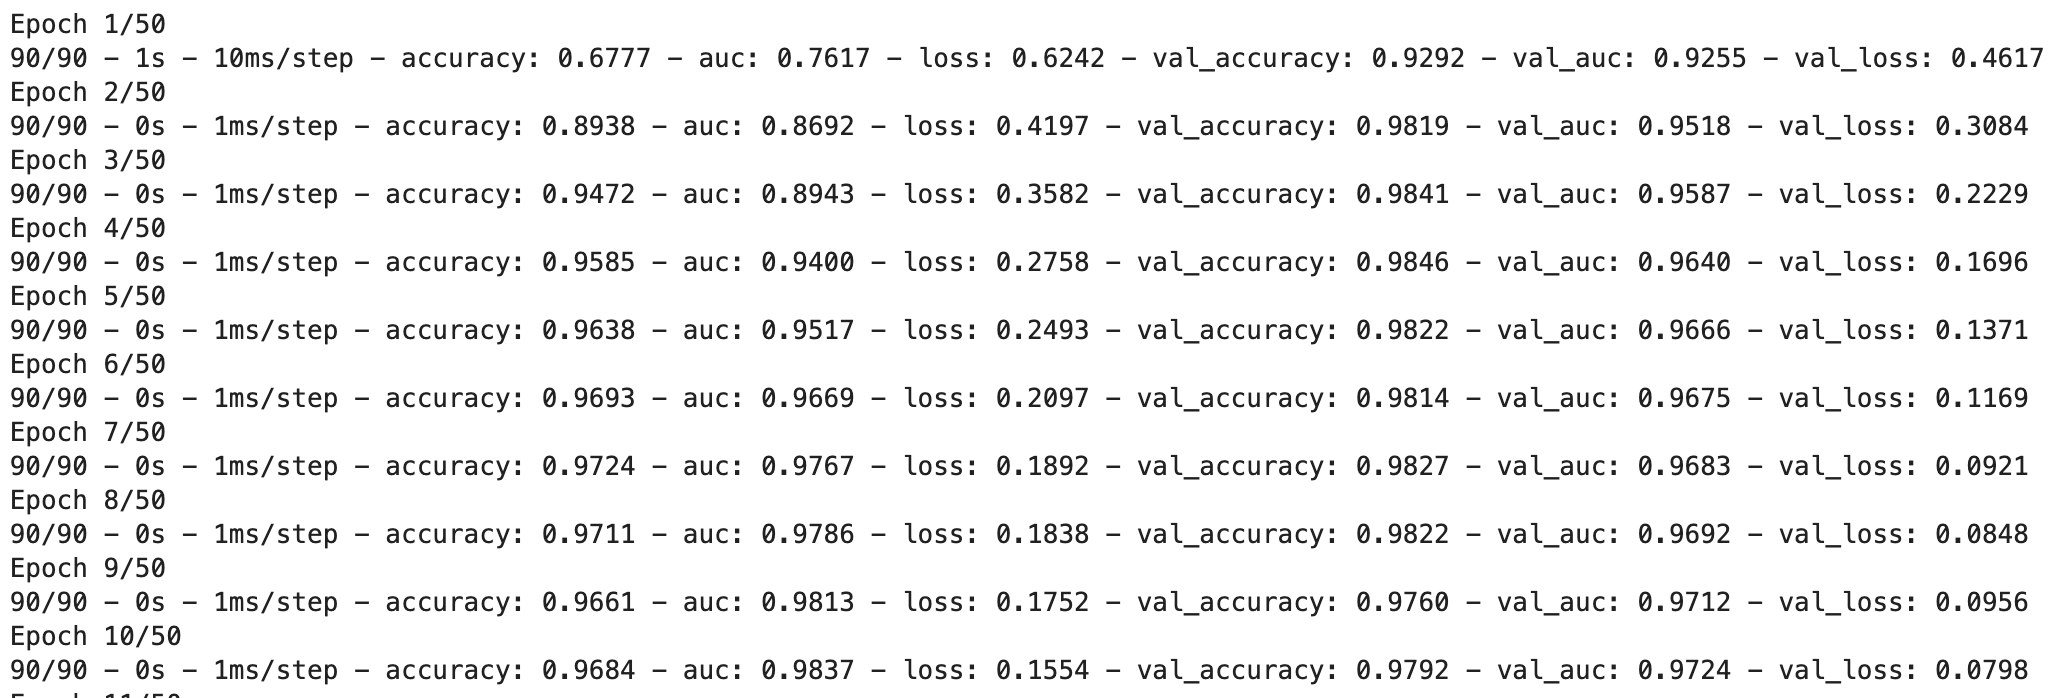 Epoch 1/50
90/90 - 1s - 10ms/step - accuracy: 0.6777 - auc: 0.7617 - loss: 0.6242 - val_accuracy: 0.9292 - val_auc: 0.9255 - val_loss: 0.4617
Epoch 2/50
90/90 - 0s - 1ms/step - accuracy: 0.8938 - auc: 0.8692 - loss: 0.4197 - val_accuracy: 0.9819 - val_auc: 0.9518 - val_loss: 0.3084
Epoch 3/50
90/90 - 0s - 1ms/step - accuracy: 0.9472 - auc: 0.8943 - loss: 0.3582 - val_accuracy: 0.9841 - val_auc: 0.9587 - val_loss: 0.2229
Epoch 4/50
90/90 - 0s - 1ms/step - accuracy: 0.9585 - auc: 0.9400 - loss: 0.2758 - val_accuracy: 0.9846 - val_auc: 0.9640 - val_loss: 0.1696
Epoch 5/50
90/90 - 0s - 1ms/step - accuracy: 0.9638 - auc: 0.9517 - loss: 0.2493 - val_accuracy: 0.9822 - val_auc: 0.9666 - val_loss: 0.1371
Epoch 6/50
90/90 - 0s - 1ms/step - accuracy: 0.9693 - auc: 0.9669 - loss: 0.2097 - val_accuracy: 0.9814 - val_auc: 0.9675 - val_loss: 0.1169
Epoch 7/50
90/90 - 0s - 1ms/step - accuracy: 0.9724 - auc: 0.9767 - loss: 0.1892 - val_accuracy: 0.9827 - val_auc: 0.9683 - val_loss: 0.0921
Epoch 8/50
90/90 - 0s - 1ms/step - accuracy: 0.9711 - auc: 0.9786 - loss: 0.1838 - val_accuracy: 0.9822 - val_auc: 0.9692 - val_loss: 0.0848
Epoch 9/50
90/90 - 0s - 1ms/step - accuracy: 0.9661 - auc: 0.9813 - loss: 0.1752 - val_accuracy: 0.9760 - val_auc: 0.9712 - val_loss: 0.0956
Epoch 10/50
90/90 - 0s - 1ms/step - accuracy: 0.9684 - auc: 0.9837 - loss: 0.1554 - val_accuracy: 0.9792 - val_auc: 0.9724 - val_loss: 0.0798